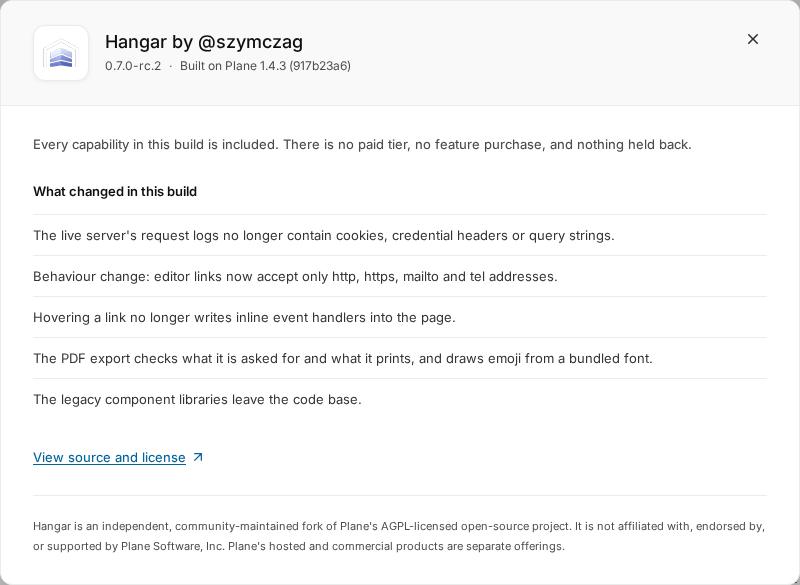 Hangar by @szymczag
0.7.0-rc.2 · Built on Plane 1.4.3 (917b23a6)
Every capability in this build is included. There is no paid tier, no feature purchase, and nothing held back.
What changed in this build
The live server's request logs no longer contain cookies, credential headers or query strings.
Behaviour change: editor links now accept only http, https, mailto and tel addresses.
Hovering a link no longer writes inline event handlers into the page.
The PDF export checks what it is asked for and what it prints, and draws emoji from a bundled font.
The legacy component libraries leave the code base.
View source and license
Hangar is an independent, community-maintained fork of Plane's AGPL-licensed open-source project. It is not affiliated with, endorsed by,
or supported by Plane Software, Inc. Plane's hosted and commercial products are separate offerings.